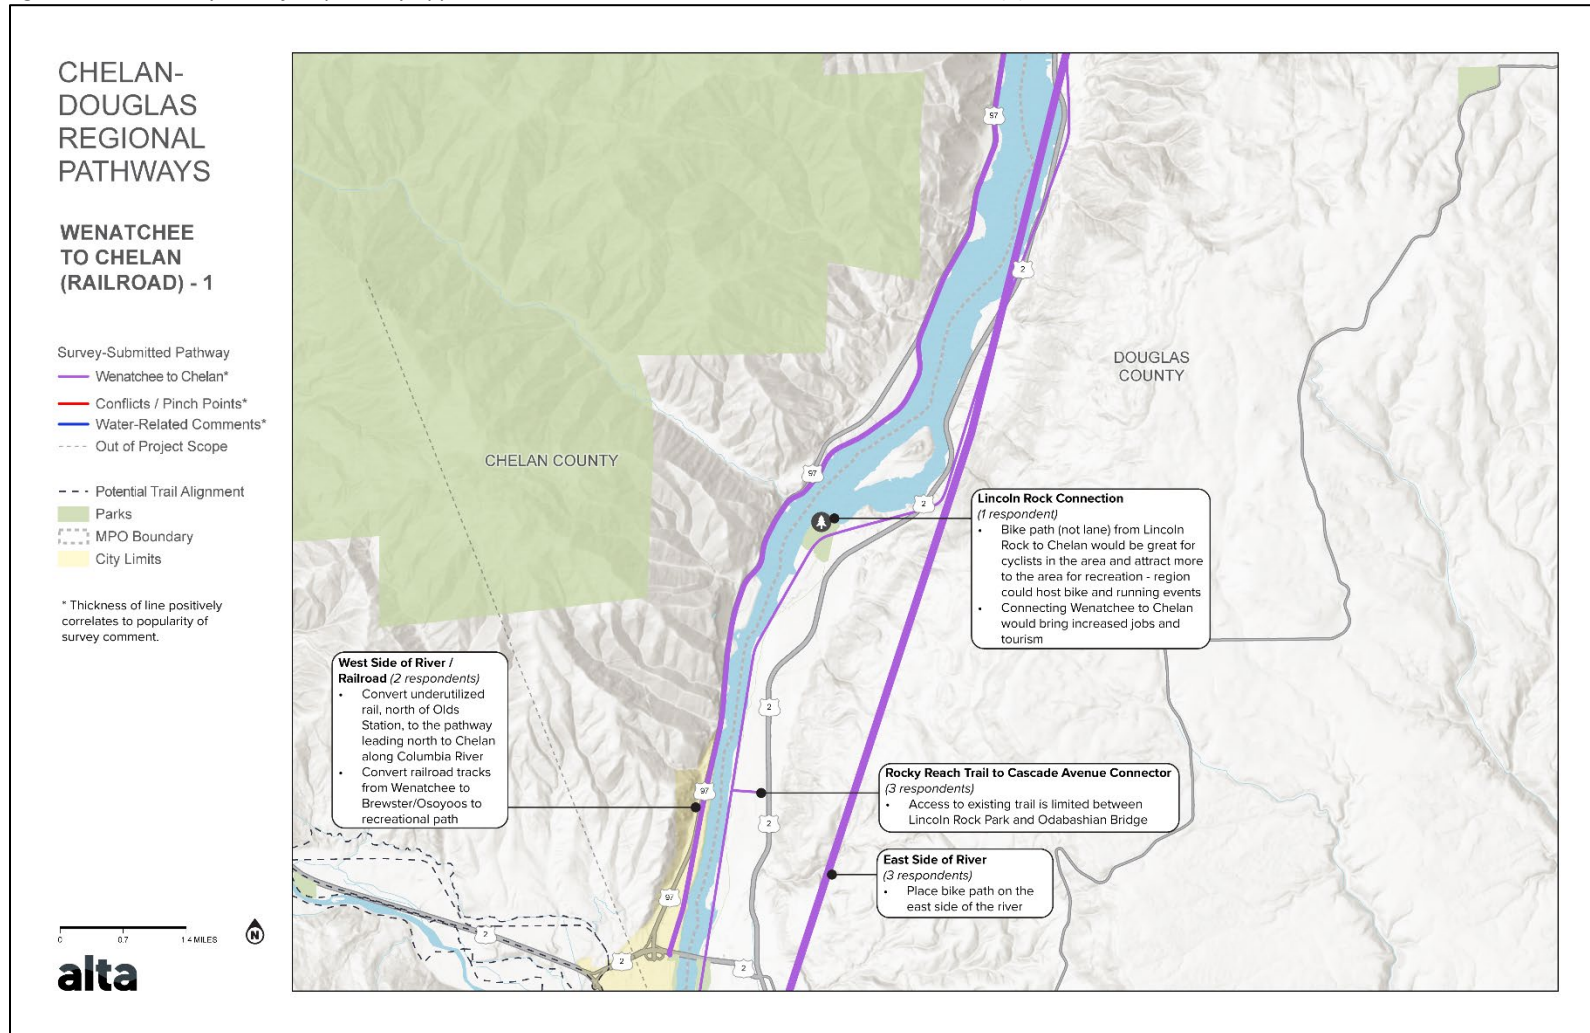 CHELAN-
DOUGLAS
REGIONAL
PATHWAYS
WENATCHEE
TO CHELAN
(RAILROAD) - 1
Survey-Submitted Pathway
Wenatchee to Chelan*
Conflicts / Pinch Points*
Water-Related Comments*
Out of Project Scope
Potential Trail Alignment
Parks
MPO Boundary
City Limits
* Thickness of line positively
correlates to popularity of
survey comment.
0 0.7 1.4 MILES
N
alta
97
2
DOUGLAS
COUNTY
CHELAN COUNTY
97
2
Lincoln Rock Connection
(1 respondent)
• Bike path (not lane) from Lincoln
Rock to Chelan would be great for
cyclists in the area and attract more
to the area for recreation - region
could host bike and running events
• Connecting Wenatchee to Chelan
would bring increased jobs and
tourism
West Side of River /
Railroad (2 respondents)
• Convert underutilized
rail, north of Olds
Station, to the pathway
leading north to Chelan
along Columbia River
• Convert railroad tracks
from Wenatchee to
Brewster/Osoyoos to
recreational path
2
97
2
Rocky Reach Trail to Cascade Avenue Connector
(3 respondents)
• Access to existing trail is limited between
Lincoln Rock Park and Odabashian Bridge
East Side of River
(3 respondents)
• Place bike path on the
east side of the river
97
2
2
2